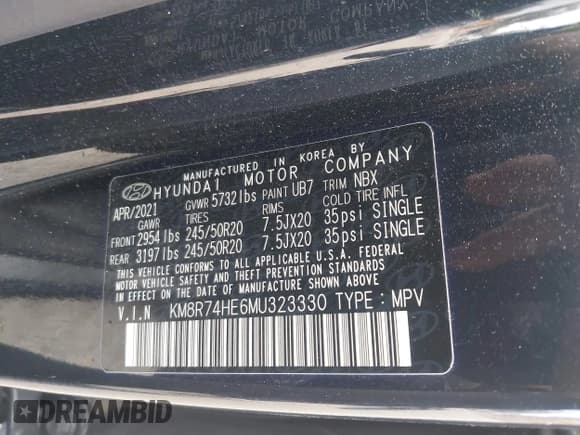 MANUFACTURED IN KOREA BY
HYUNDAI MOTOR COMPANY
APR/2021 GVWR 5732 lbs PAINT UB7 TRIM NBX
GAWR TIRES RIMS COLD TIRE INFL
FRONT 2954 lbs 245/50R20 7.5JX20 35psi SINGLE
REAR 3197 lbs 245/50R20 7.5JX20 35psi SINGLE
THIS VEHICLE CONFORMS TO ALL APPLICABLE U.S.A. FEDERAL
MOTOR VEHICLE SAFETY BUMPER, AND THEFT PREVENTION STANDARDS
IN EFFECT ON THE DATE OF MANUFACTURE SHOWN ABOVE.
V.I.N KM8R74HE6MU323330 TYPE : MPV
DREAMBID